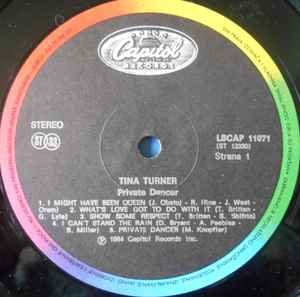 Capitol
RECORDS
STEREO
ST 33
LSCAP 11071
(ST 12330)
Strana 1
TINA TURNER
Private Dancer
1. I MIGHT HAVE BEEN QUEEN (J. Obstoj - R. Hine - J. West -
Oram) 2. WHAT'S LOVE GOT TO DO WITH IT (T. Britten -
G. Lyle) 3. SHOW SOME RESPECT (T. Britten - S. Shifrin)
4. I CAN'T STAND THE RAIN (D. Bryant - A. Peebles -
B. Miller) 5. PRIVATE DANCER (M. Knopfler)
℗ 1984 Capitol Records Inc.